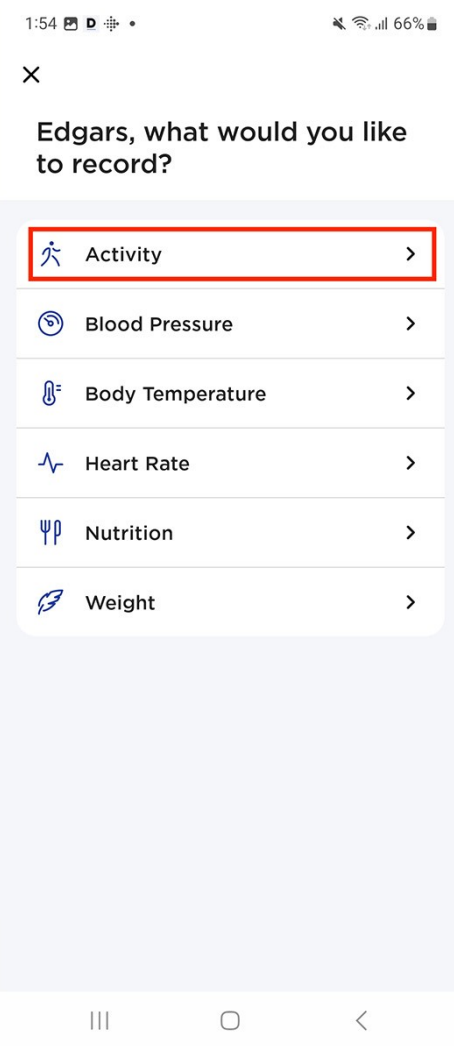 1:54 D 66%
Edgars, what would you like
to record?
Activity
Blood Pressure
Body Temperature
Heart Rate
Nutrition
Weight